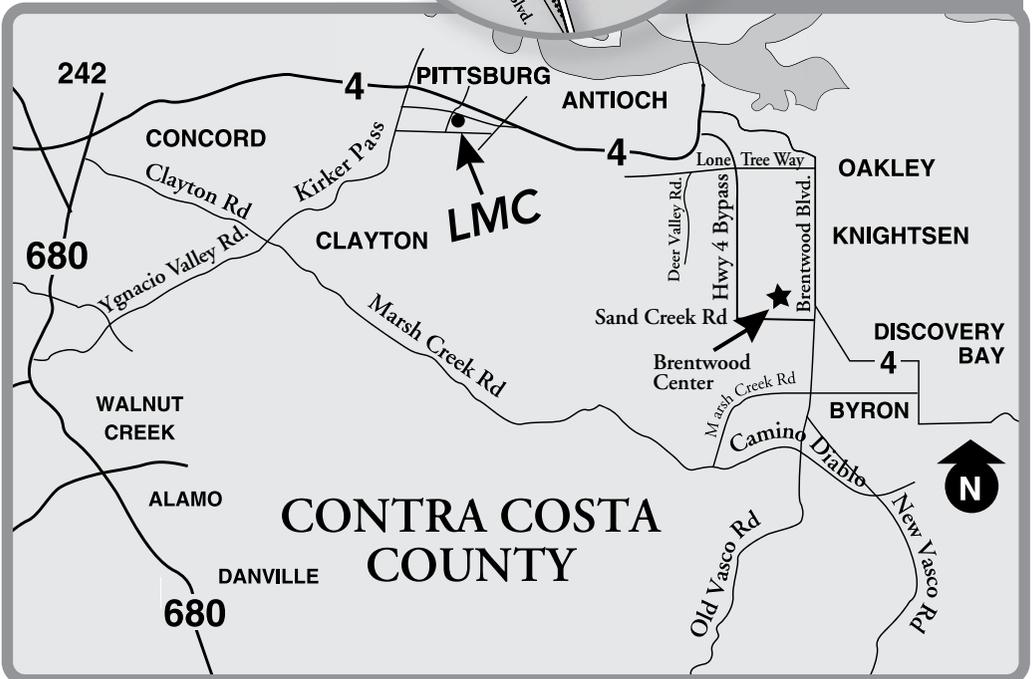 Blvd.
242
4
PITTSBURG
ANTIOCH
CONCORD
Kirker Pass
4
Lone Tree Way
OAKLEY
Clayton Rd
LMC
Deer Valley Rd.
Hwy 4 Bypass
Brentwood Blvd.
KNIGHTSEN
CLAYTON
680
Ygnacio Valley Rd.
Marsh Creek Rd
Sand Creek Rd
DISCOVERY
BAY
4
Brentwood
Center
Marsh Creek Rd
BYRON
WALNUT
CREEK
Camino Diablo
N
ALAMO
CONTRA COSTA
COUNTY
Old Vasco Rd
New Vasco Rd
DANVILLE
680